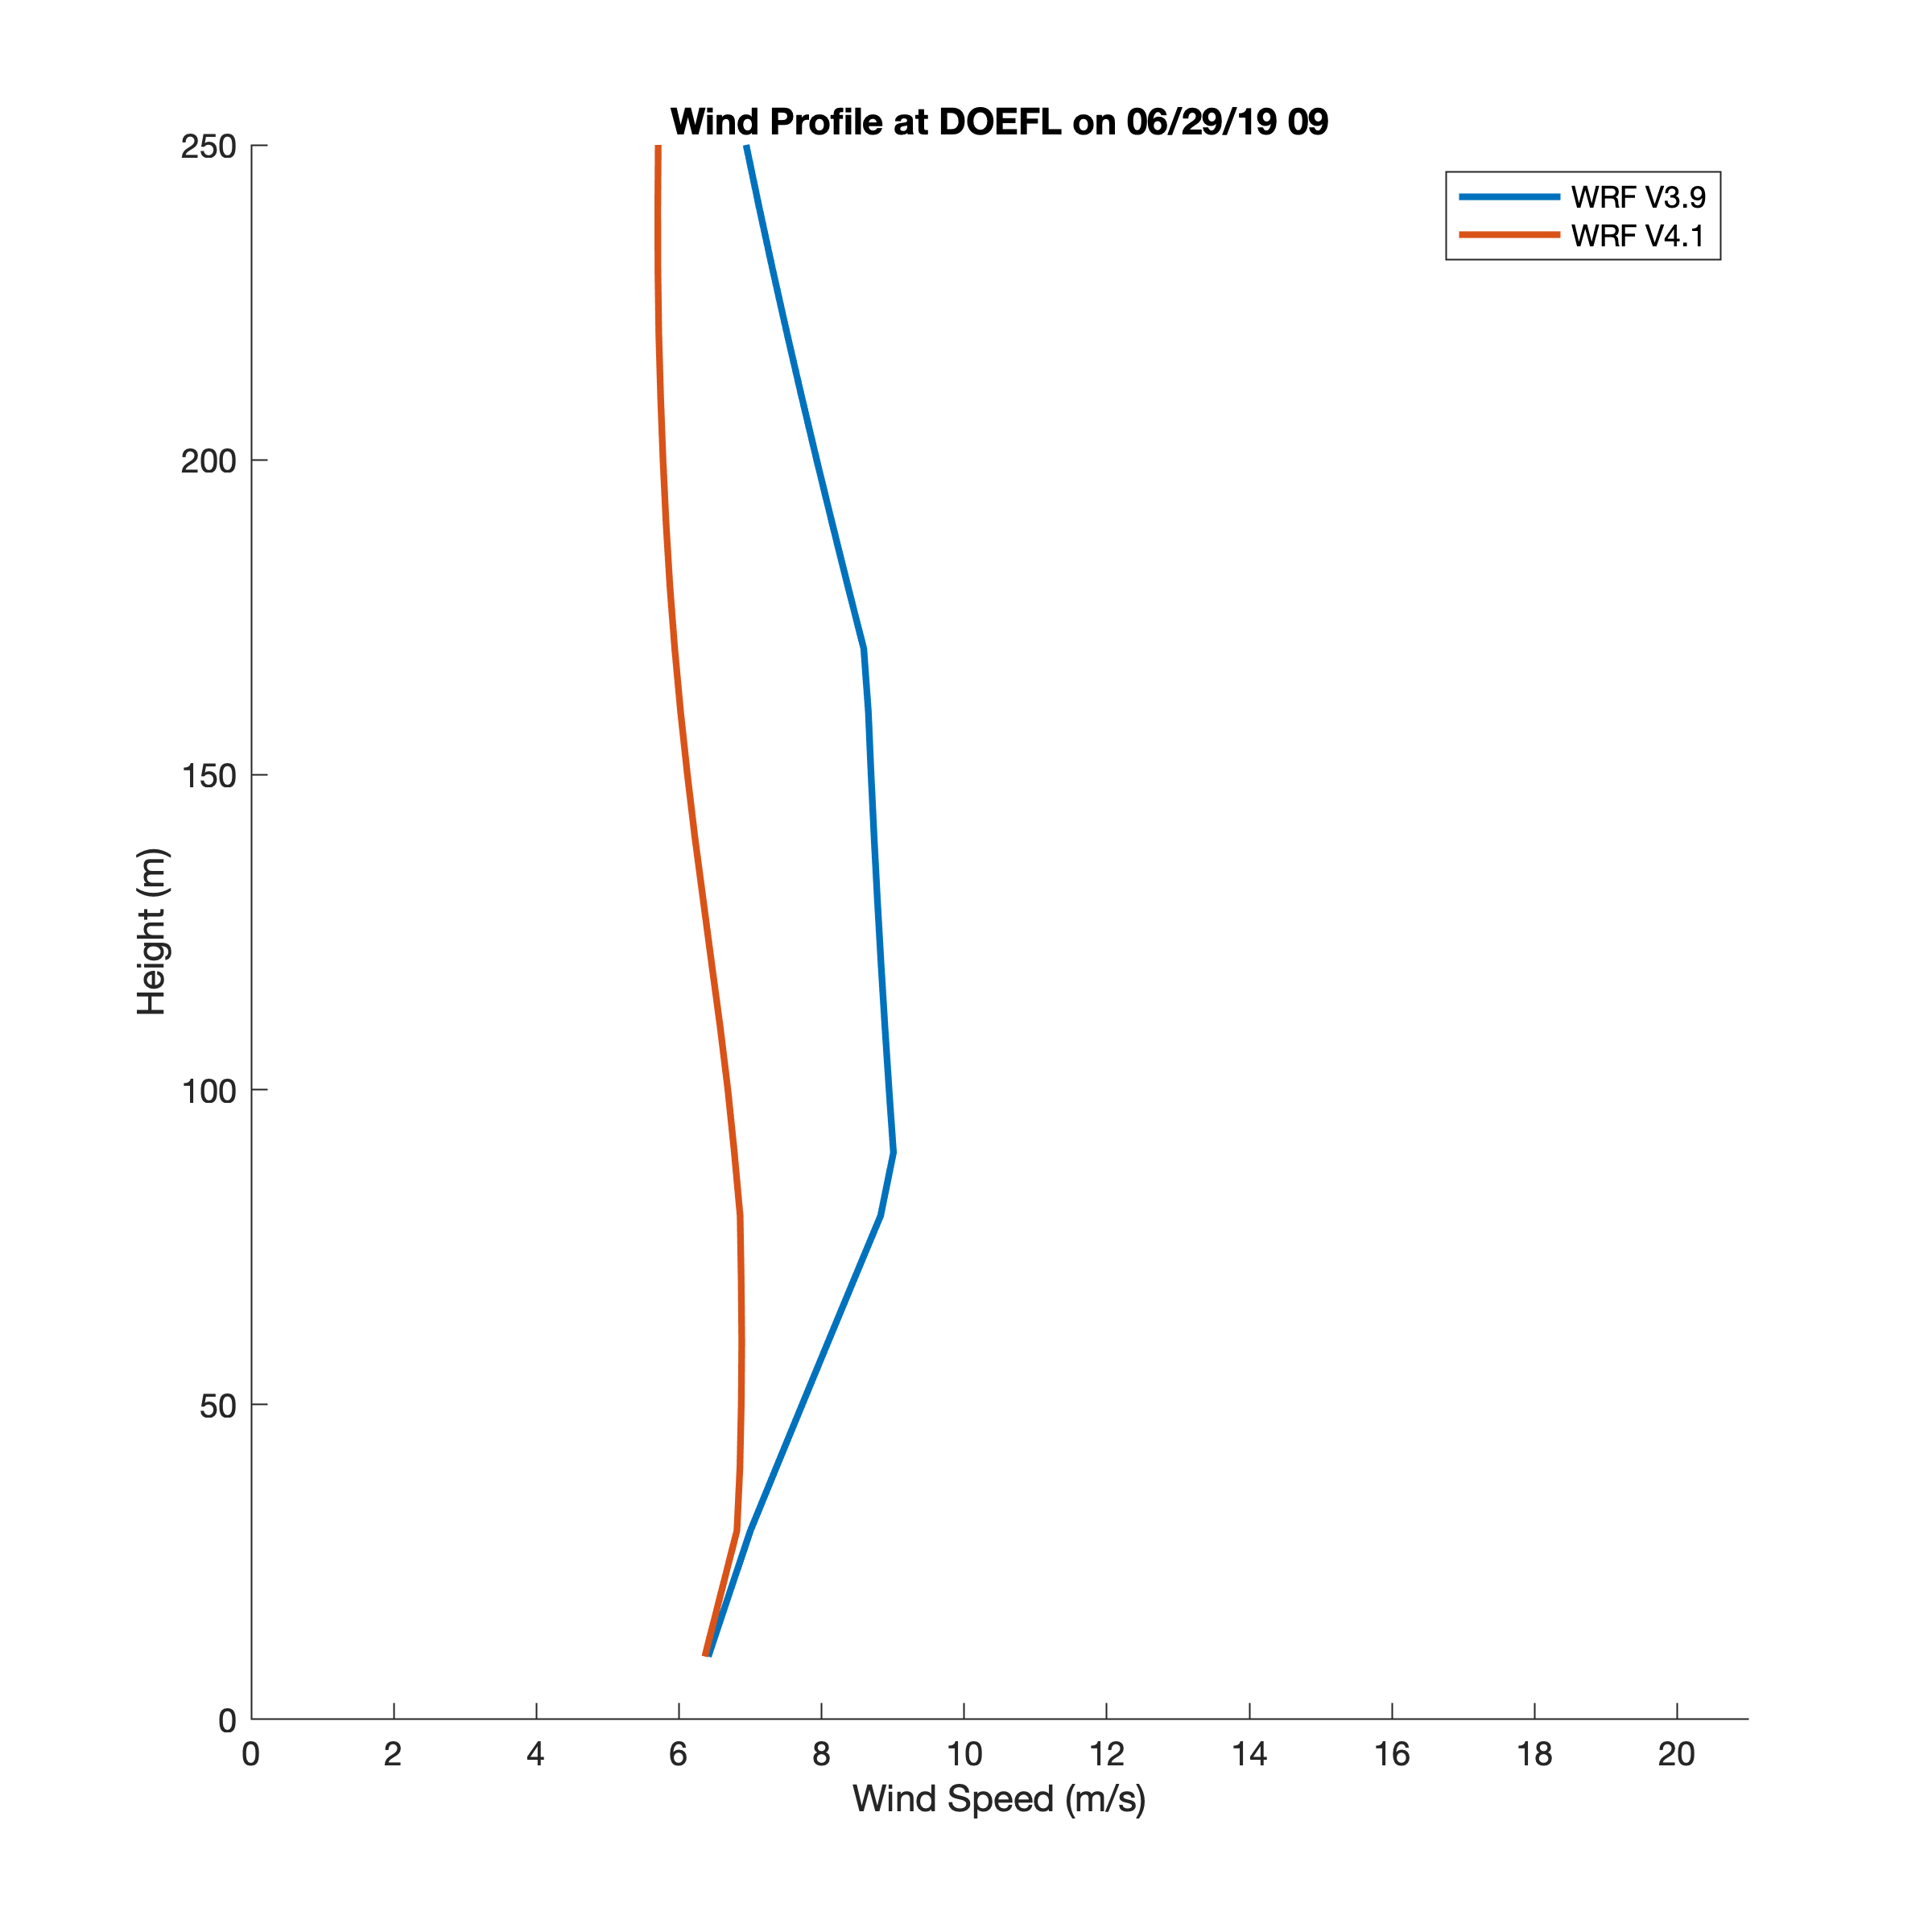 Wind Profile at DOEFL on 06/29/19 09
WRF V3.9
WRF V4.1
250
200
150
100
50
0
Height (m)
0 2 4 6 8 10 12 14 16 18 20
Wind Speed (m/s)